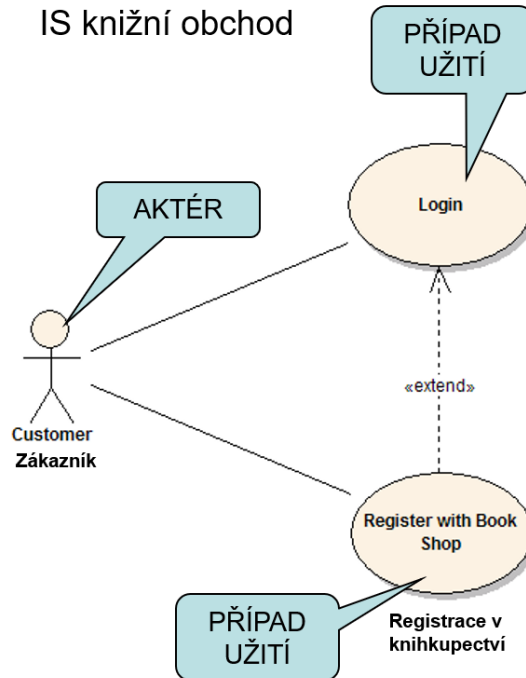 IS knižní obchod
PŘÍPAD
UŽITÍ
Login
AKTÉR
«extend»
Customer
Zákazník
Register with Book
Shop
PŘÍPAD
UŽITÍ
Registrace v
knihkupectví